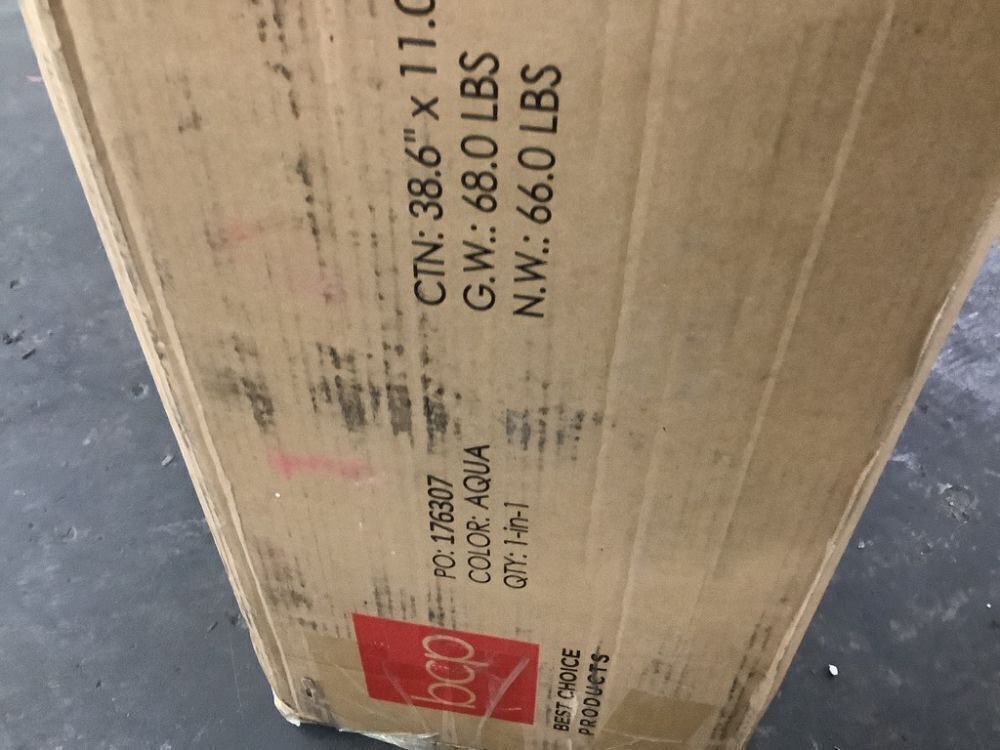 bcp
BEST CHOICE
PRODUCTS
PO: 176307
COLOR: AQUA
QTY: 1-in-1
CTN: 38.6" x 11.0
G.W.: 68.0 LBS
N.W.: 66.0 LBS